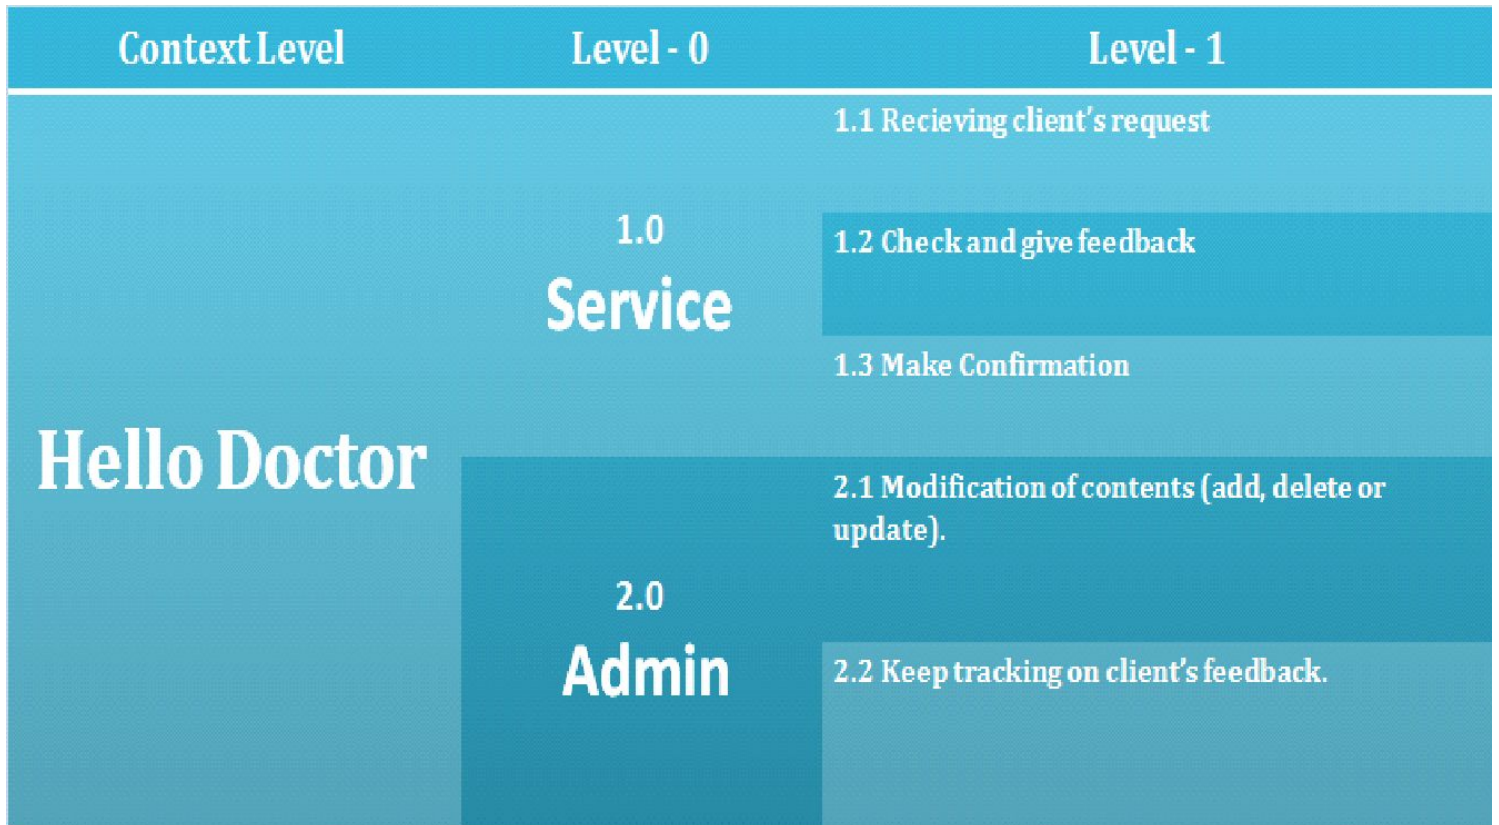 Context Level
Level - 0
Level - 1
Hello Doctor
1.0
Service
1.1 Recieving client's request
1.2 Check and give feedback
1.3 Make Confirmation
2.0
Admin
2.1 Modification of contents (add, delete or
update).
2.2 Keep tracking on client's feedback.